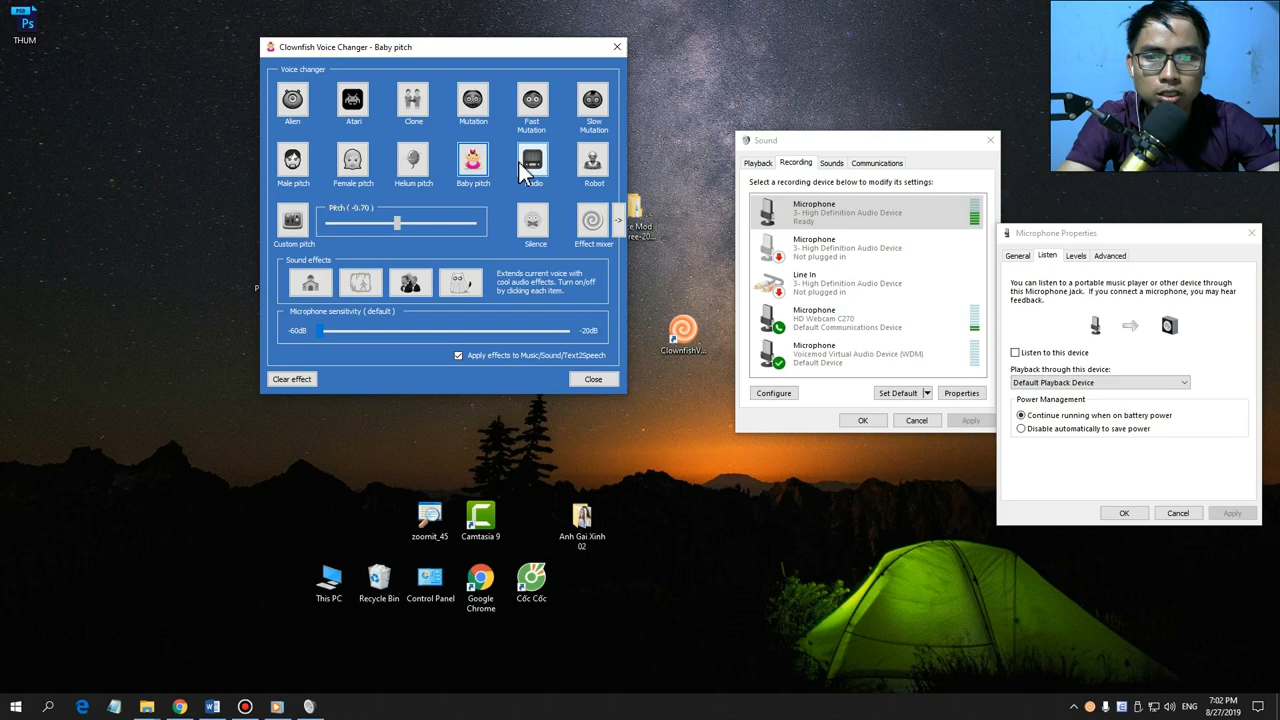 PSD
Ps
THUM
Clownfish Voice Changer - Baby pitch
Voice changer
Alien
Atari
Clone
Mutation
Fast
Mutation
Slow
Mutation
Male pitch
Female pitch
Helium pitch
Baby pitch
Robot
Pitch ( -0.70 )
Custom pitch
Silence
Effect mixer
->
Sound effects
Extends current voice with
cool audio effects. Turn on/off
by clicking each item.
Microphone sensitivity ( default )
-60dB
-20dB
Apply effects to Music/Sound/Text2Speech
Clear effect
Close
ClownfishV...
Sound
Playback
Recording
Sounds
Communications
Select a recording device below to modify its settings:
Microphone
3- High Definition Audio Device
Ready
Microphone
3- High Definition Audio Device
Not plugged in
Line In
3- High Definition Audio Device
Not plugged in
Microphone
HD Webcam C270
Default Communications Device
Microphone
Voicemod Virtual Audio Device (WDM)
Default Device
Configure
Set Default
Properties
OK
Cancel
Apply
Microphone Properties
General
Listen
Levels
Advanced
You can listen to a portable music player or other device through
this Microphone jack. If you connect a microphone, you may hear
feedback.
Listen to this device
Playback through this device:
Default Playback Device
Power Management
Continue running when on battery power
Disable automatically to save power
OK
Cancel
Apply
zoomit_45
Camtasia 9
Anh Gai Xinh
02
This PC
Recycle Bin
Control Panel
Google
Chrome
Cốc Cốc
ENG
7:02 PM
8/27/2019